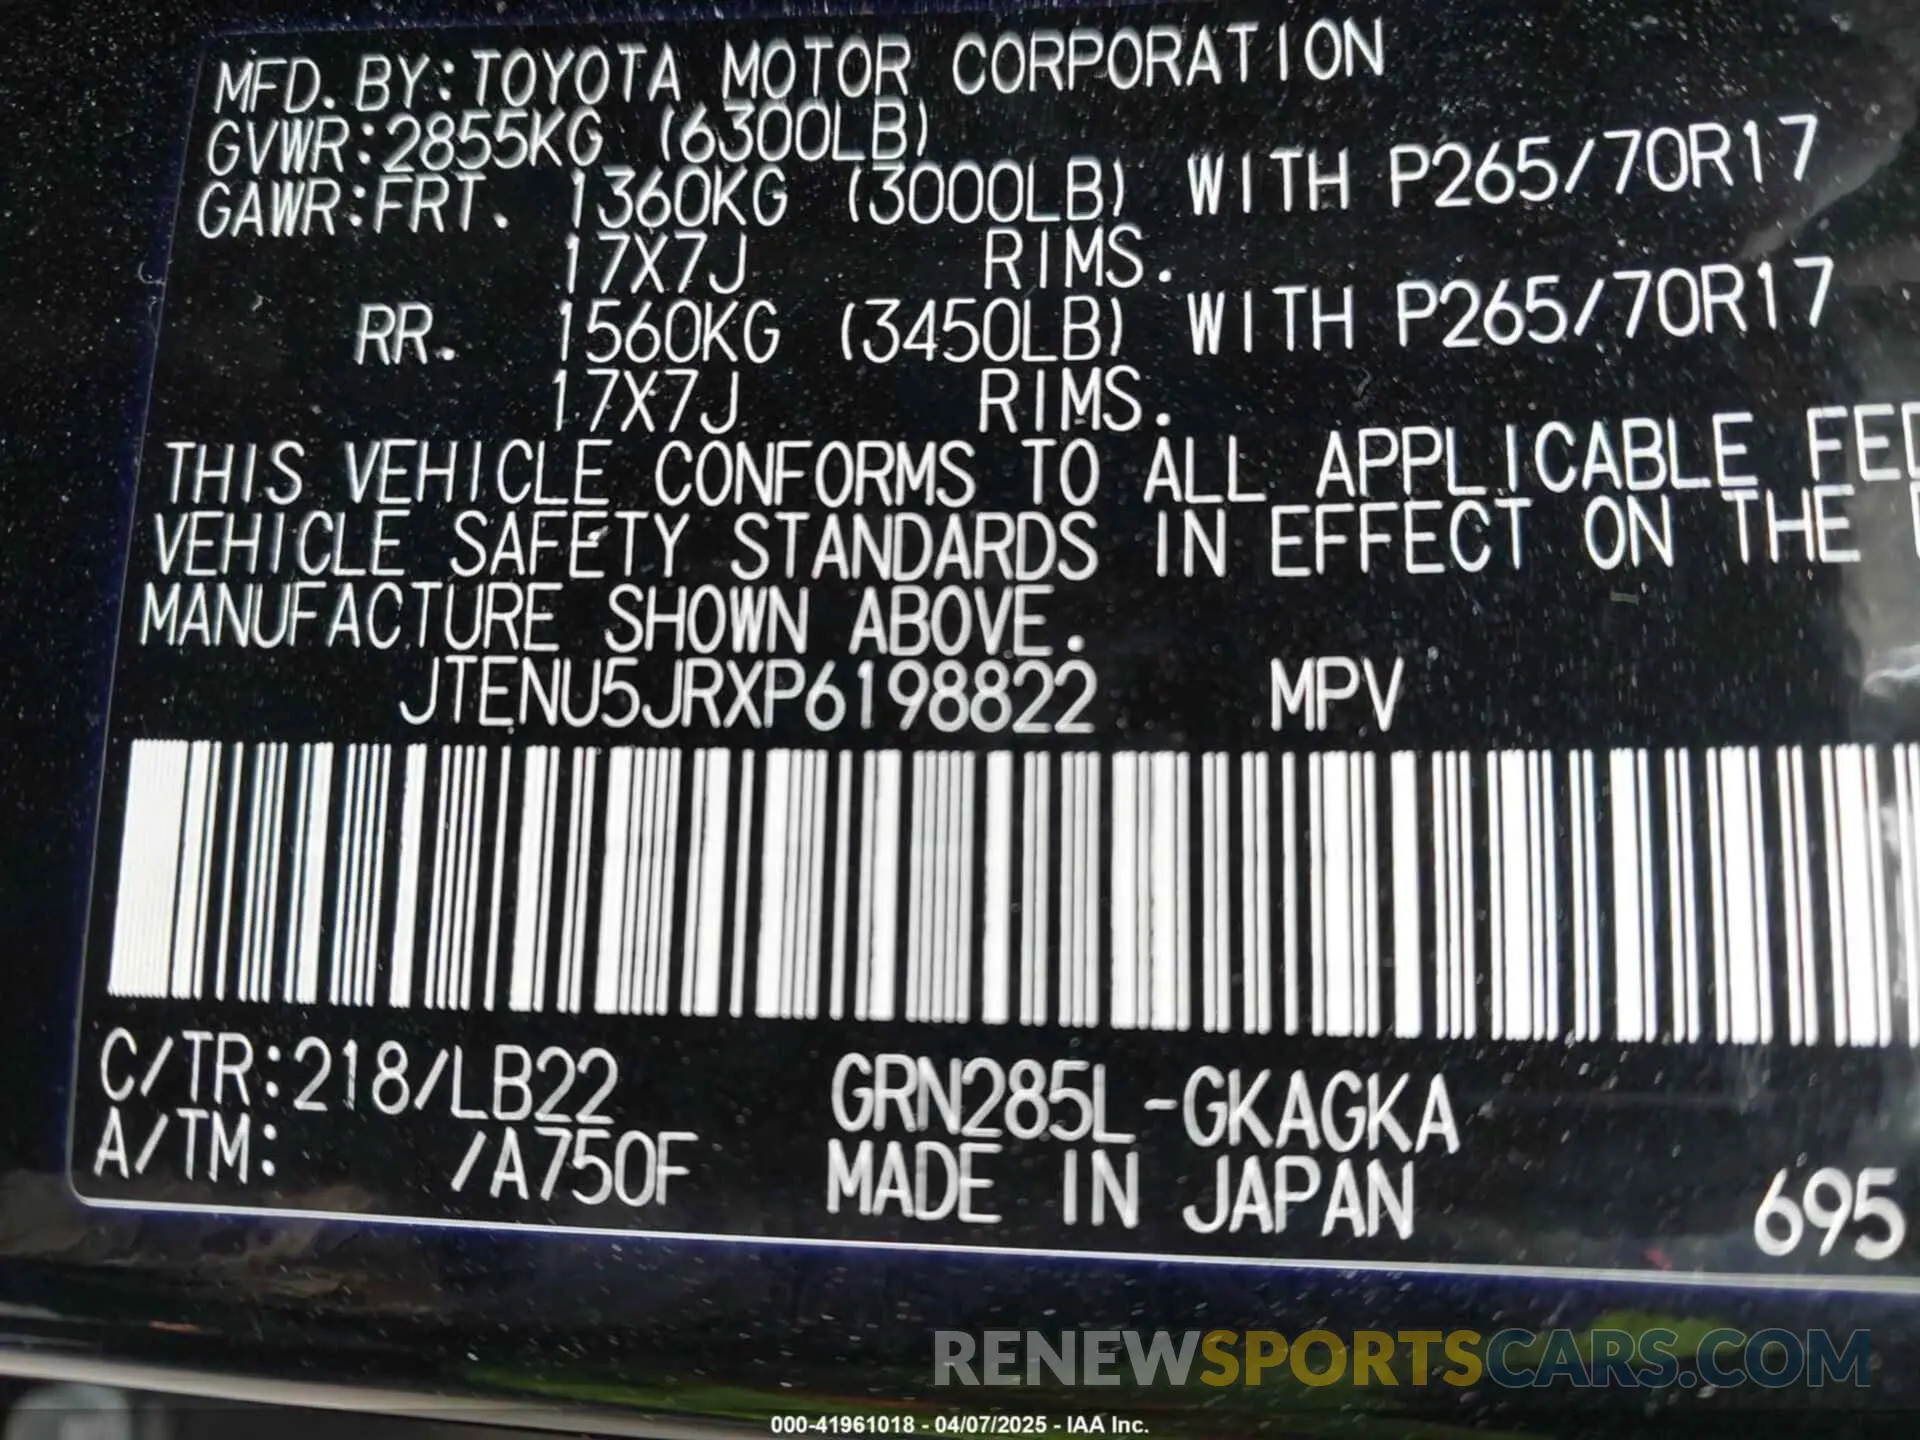 MFD. BY: TOYOTA MOTOR CORPORATION
GVWR: 2855KG (6300LB)
GAWR: FRT. 1360KG (3000LB) WITH P265/70R17
17X7J RIMS.
RR. 1560KG (3450LB) WITH P265/70R17
17X7J RIMS.
THIS VEHICLE CONFORMS TO ALL APPLICABLE
VEHICLE SAFETY STANDARDS IN EFFECT ON THE
MANUFACTURE SHOWN ABOVE.
JTENU5JRXP6198822 MPV
C/TR: 218/LB22 GRN285L-GKAGKA
A/TM: /A750F MADE IN JAPAN 695
RENEWSPORTSCARS.COM
000-41961018 - 04/07/2025 - IAA Inc.